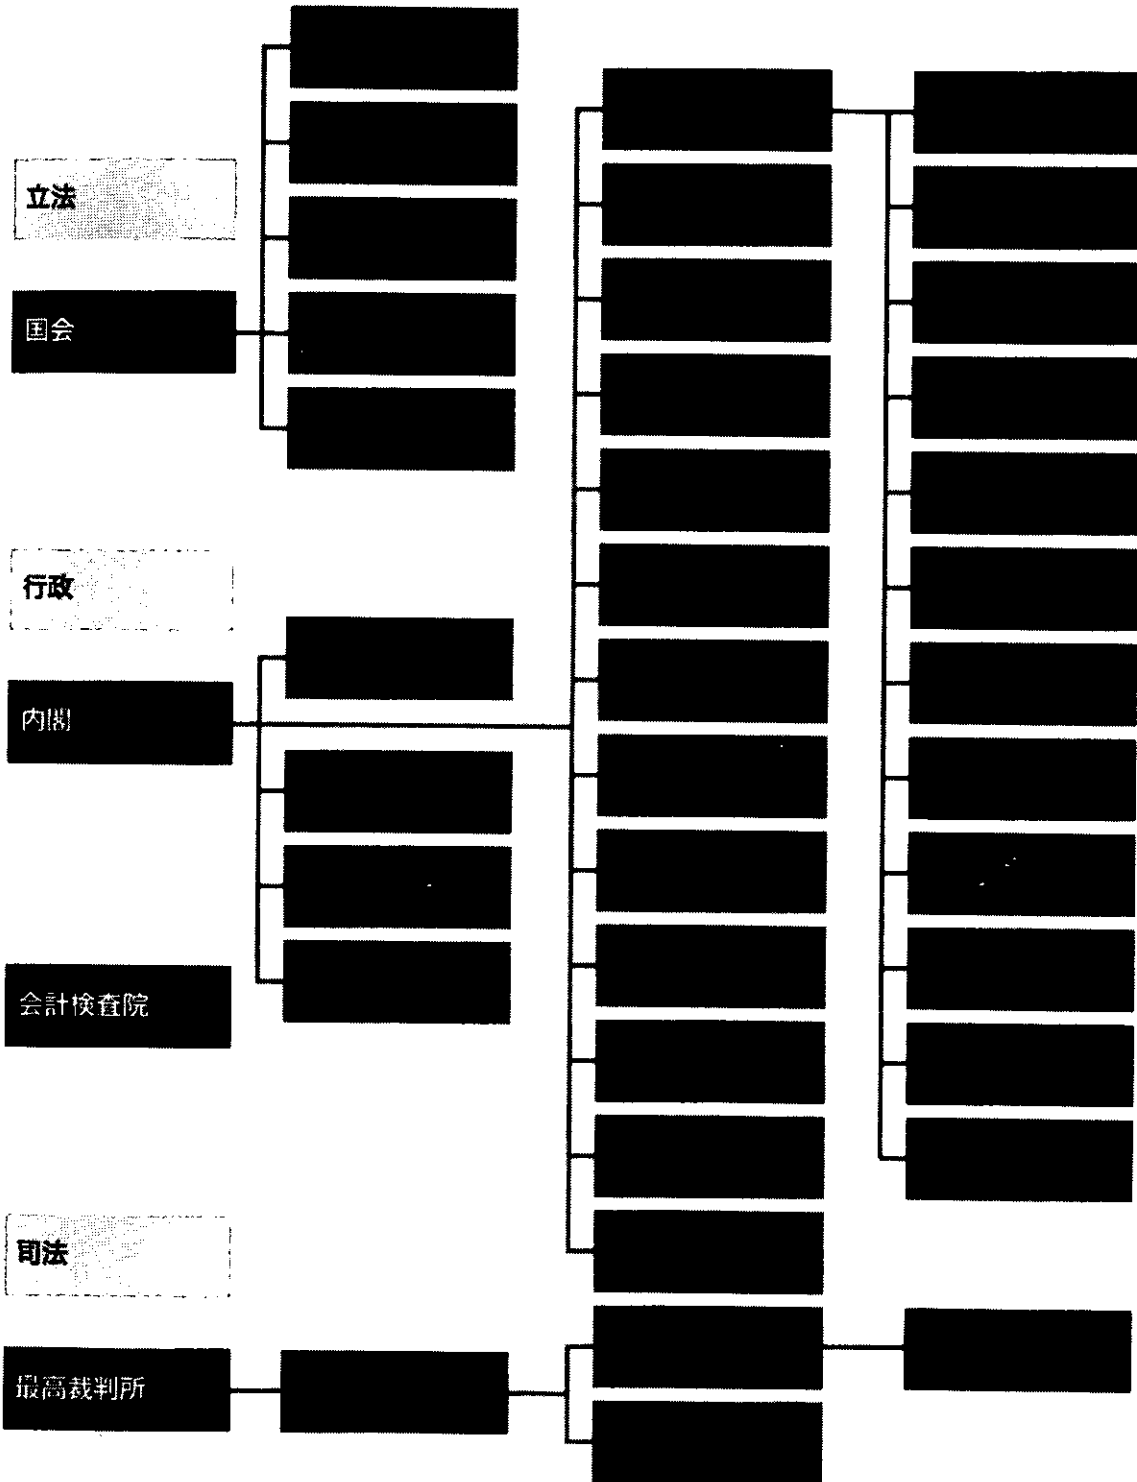 立法
国会
行政
内閣
会計検査院
司法
最高裁判所